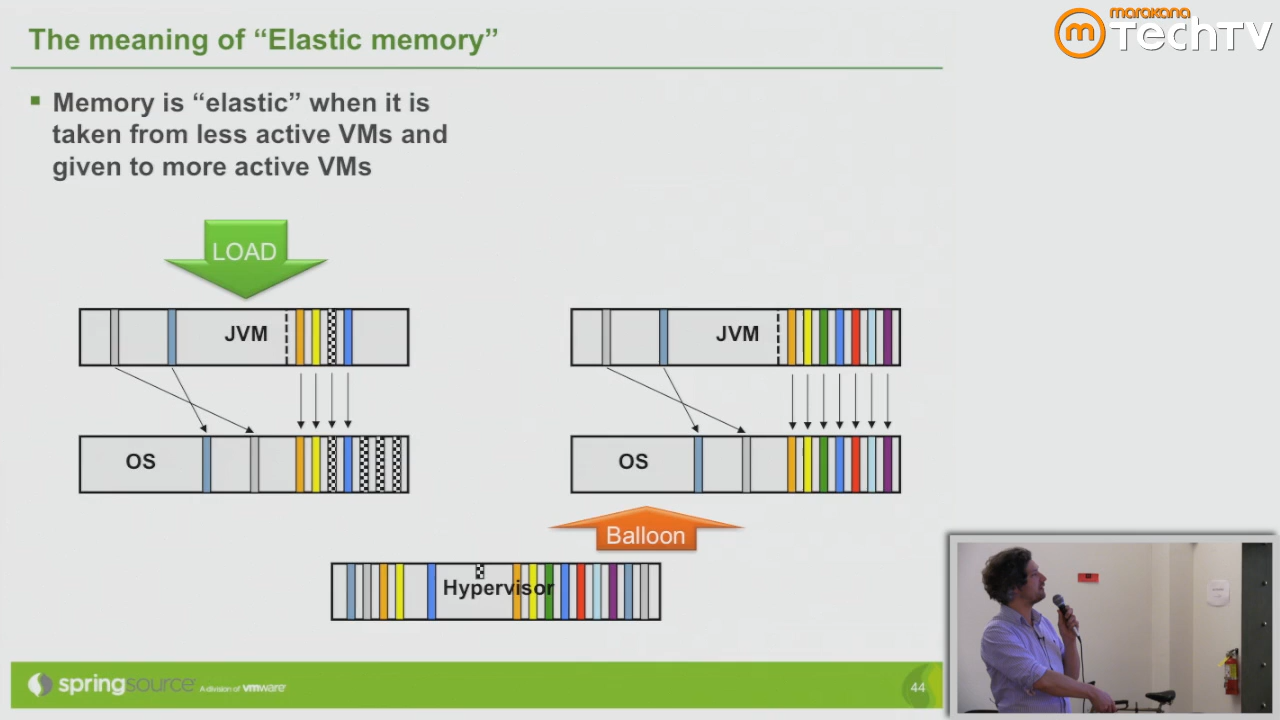 The meaning of “Elastic memory”
marakana
m TechTV
▪ Memory is “elastic” when it is
taken from less active VMs and
given to more active VMs
LOAD
JVM
JVM
OS
OS
Balloon
Hypervisor
springsource A division of vmware
44